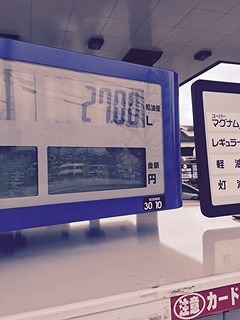 27.00
給油量
L
金額
円
30 10
スーパー
マグナム
レギュラー
軽 油
灯 油
注意 カード